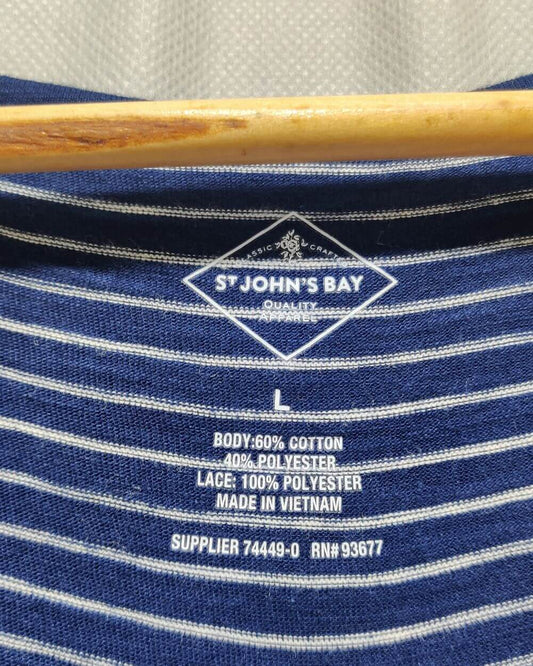 CLASSIC CRAFT
ST JOHN'S BAY
QUALITY
APPAREL
L
BODY:60% COTTON
40% POLYESTER
LACE: 100% POLYESTER
MADE IN VIETNAM
SUPPLIER 74449-0 RN# 93677